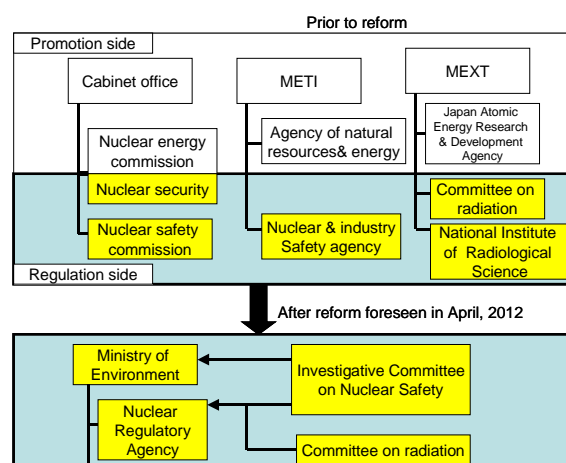 Prior to reform
Promotion side
Cabinet office
METI
MEXT
Nuclear energy
commission
Agency of natural
resources& energy
Japan Atomic
Energy Research
& Development
Agency
Nuclear security
Committee on
radiation
Nuclear safety
commission
Nuclear & industry
Safety agency
National Institute
of Radiological
Science
Regulation side
After reform foreseen in April, 2012
Ministry of
Environment
Investigative Committee
on Nuclear Safety
Nuclear
Regulatory
Agency
Committee on radiation